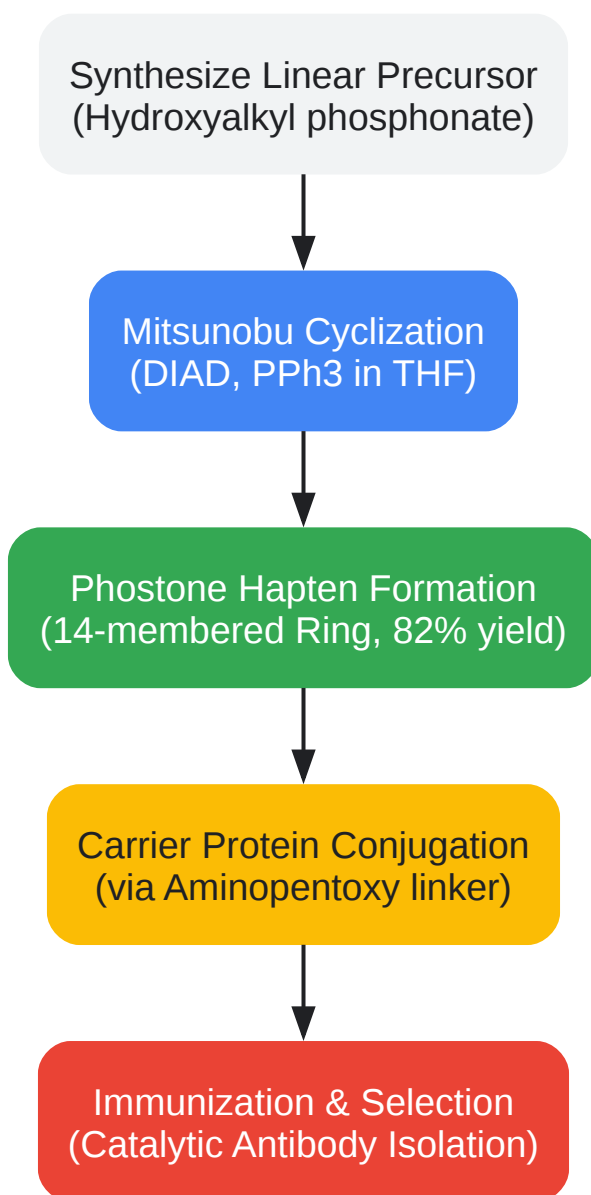 Synthesize Linear Precursor
(Hydroxyalkyl phosphonate)
Mitsunobu Cyclization
(DIAD, PPh3 in THF)
Phostone Hapten Formation
(14-membered Ring, 82% yield)
Carrier Protein Conjugation
(via Aminopentoxy linker)
Immunization & Selection
(Catalytic Antibody Isolation)